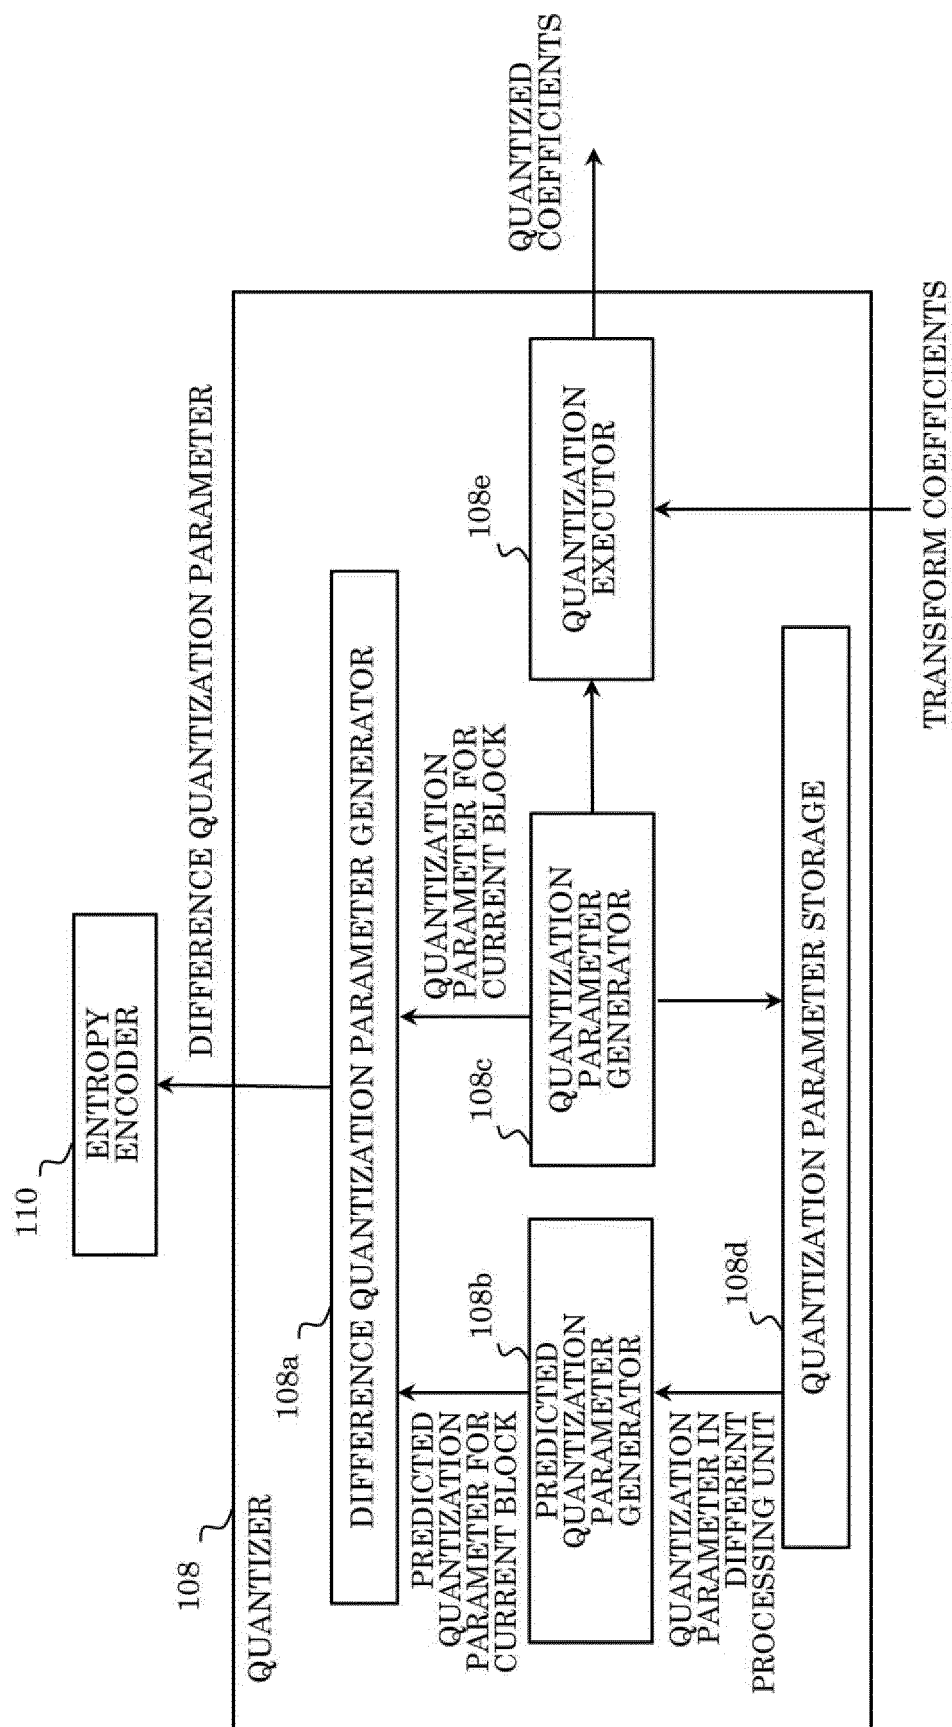 110
ENTROPY
ENCODER
DIFFERENCE QUANTIZATION PARAMETER
108
QUANTIZER
108a
DIFFERENCE QUANTIZATION PARAMETER GENERATOR
PREDICTED
QUANTIZATION
PARAMETER FOR
CURRENT BLOCK
QUANTIZATION
PARAMETER FOR
CURRENT BLOCK
108b
PREDICTED
QUANTIZATION
PARAMETER
GENERATOR
108c
QUANTIZATION
PARAMETER
GENERATOR
108e
QUANTIZATION
EXECUTOR
QUANTIZED
COEFFICIENTS
QUANTIZATION
PARAMETER IN
DIFFERENT
PROCESSING UNIT
108d
QUANTIZATION PARAMETER STORAGE
TRANSFORM COEFFICIENTS